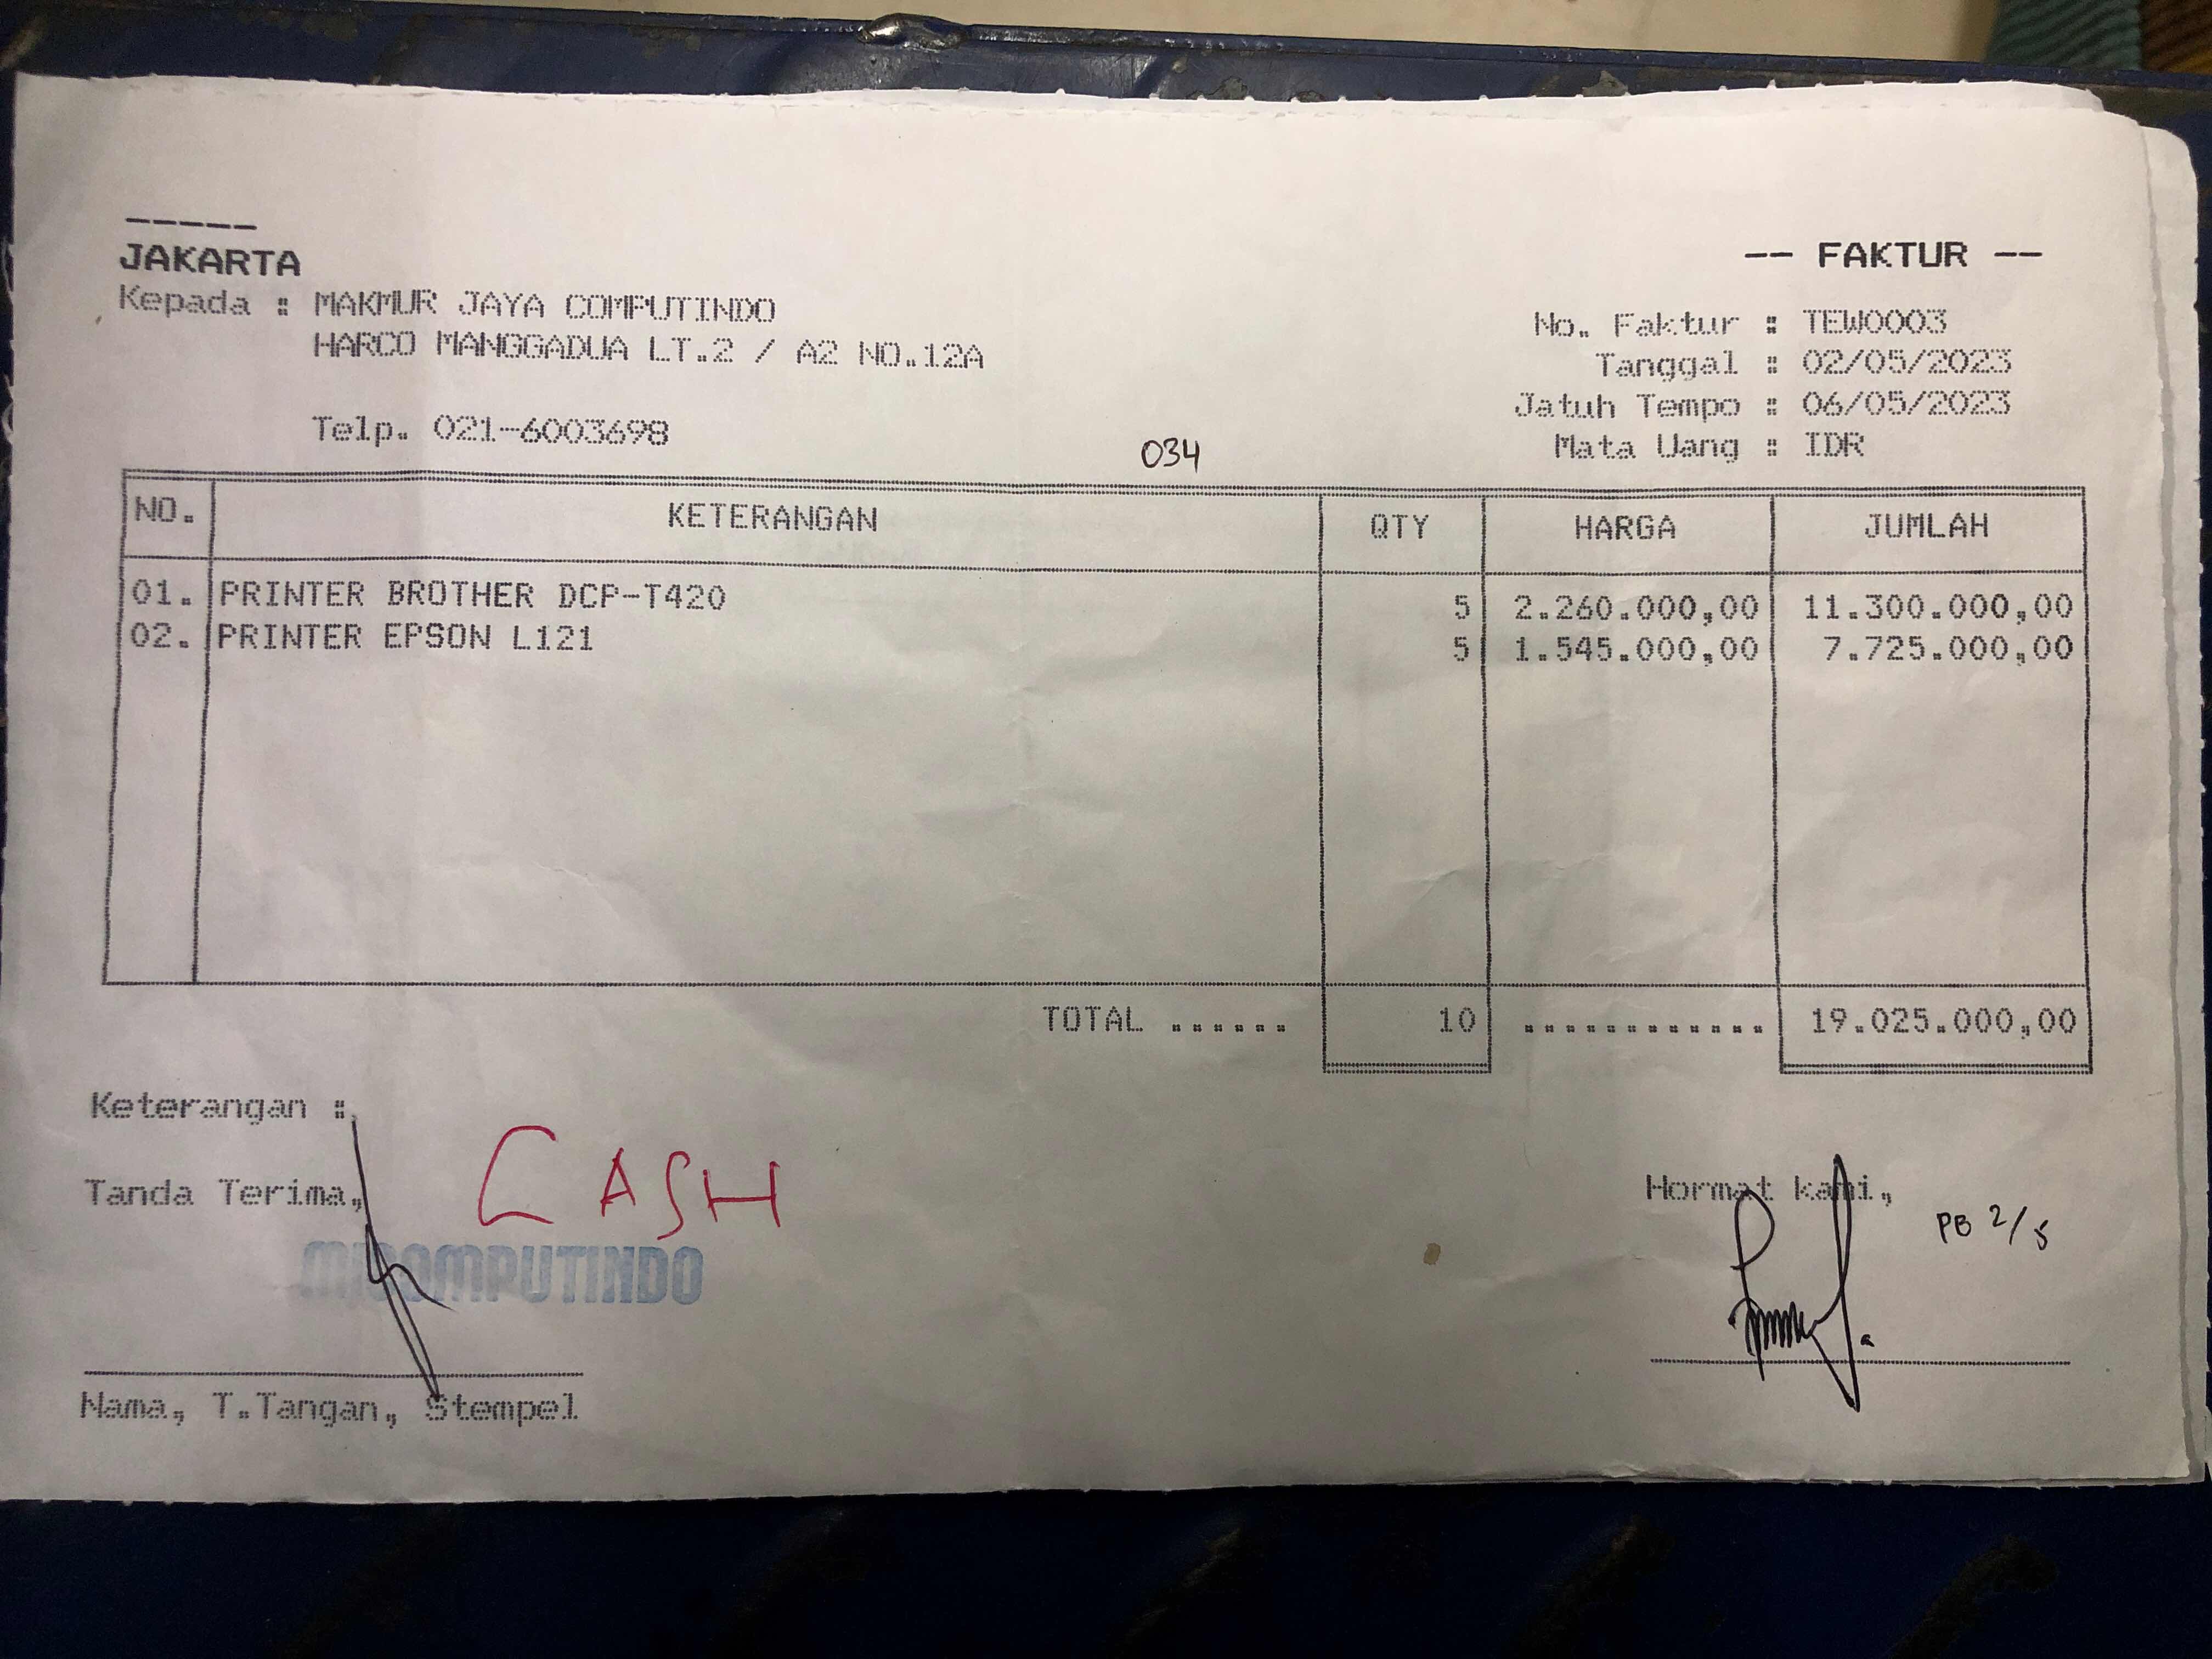 -----
JAKARTA
-- FAKTUR --
Kepada : MAKMUR JAYA COMPUTINDO
HARCO MANGGADUA LT.2 / A2 NO.12A
Telp. 021-6003698
No. Faktur : TEW0003
Tanggal : 02/05/2023
Jatuh Tempo : 06/05/2023
Mata Uang : IDR
034
NO. KETERANGAN QTY HARGA JUMLAH
01. PRINTER BROTHER DCP-T420 5 2.260.000,00 11.300.000,00
02. PRINTER EPSON L121 5 1.545.000,00 7.725.000,00
TOTAL ...... 10 ............ 19.025.000,00
Keterangan :
CASH
Tanda Terima,
Hormat kami,
PB 2/5
MJCOMPUTINDO
Nama, T.Tangan, Stempel